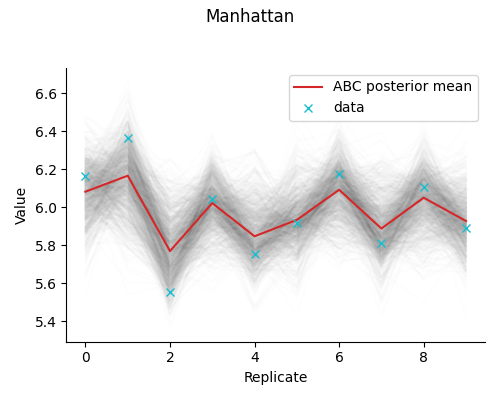 Manhattan
ABC posterior mean
data
Value
6.6
6.4
6.2
6.0
5.8
5.6
5.4
0 2 4 6 8
Replicate